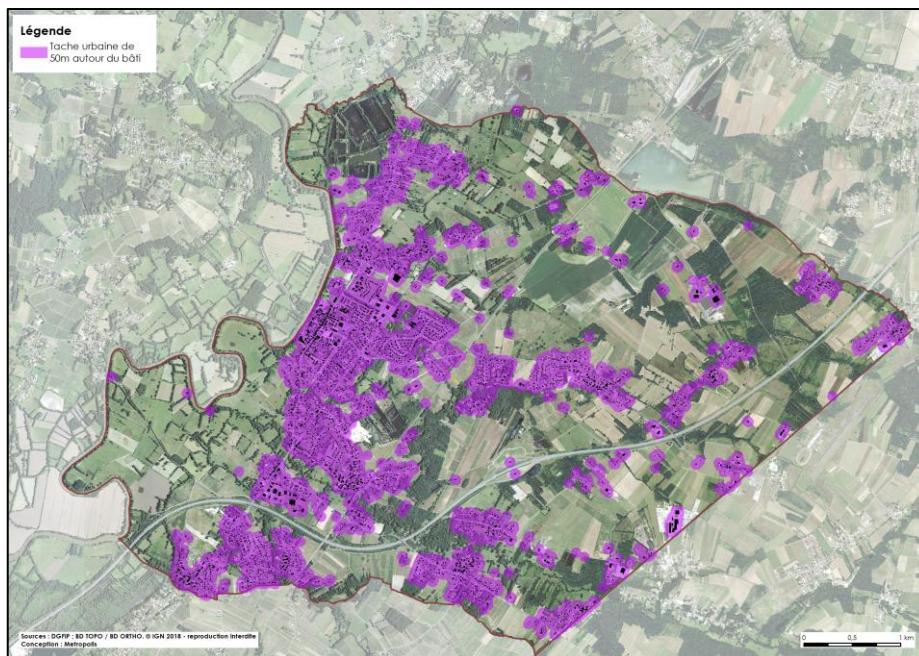 Légende
Tache urbaine de
50m autour du bâti
Sources : DGFIP ; BD TOPO / BD ORTHO. © IGN 2018 - reproduction interdite
Conception : Metropolis
0 0,5 1 km